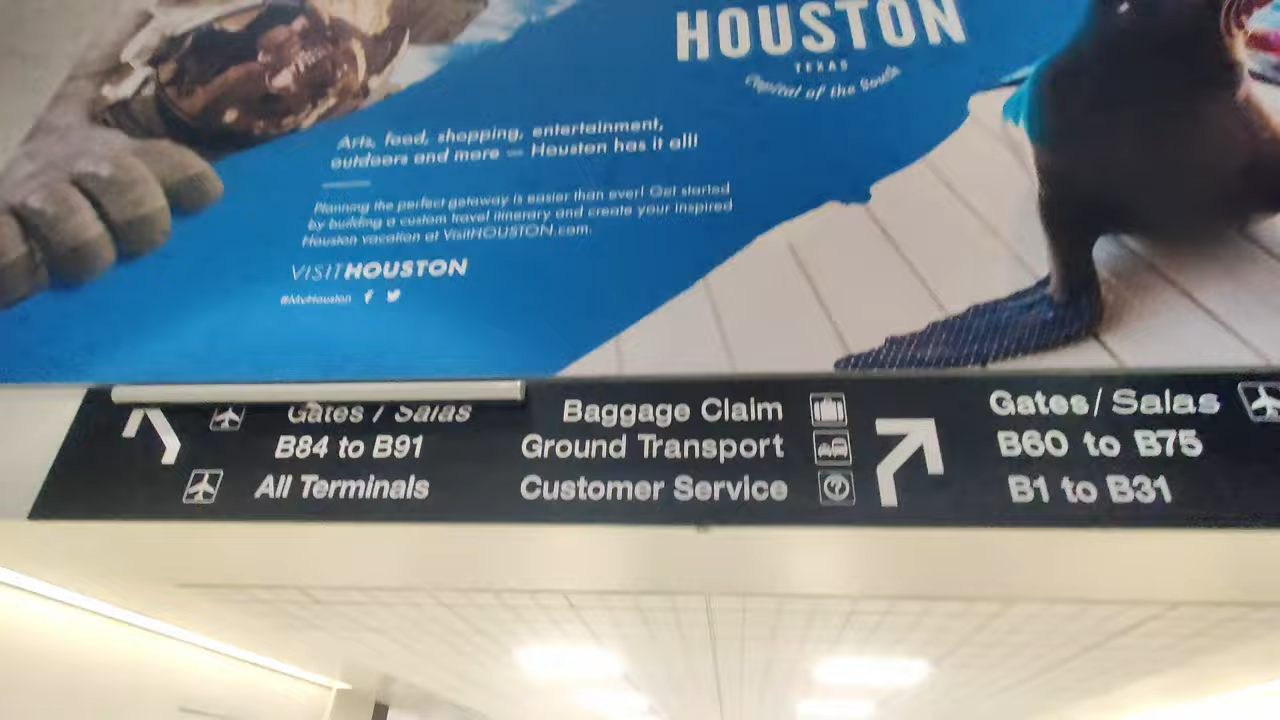 HOUSTON
TEXAS
Capital of the South
Arts, food, shopping, entertainment,
outdoors and more — Houston has it all!
Planning the perfect getaway is easier than ever! Get started
by building a custom travel itinerary and create your inspired
Houston vacation at VisitHOUSTON.com.
VISITHOUSTON
#MyHouston
Gates / Salas
B84 to B91
All Terminals
Baggage Claim
Ground Transport
Customer Service
?
Gates / Salas
B60 to B75
B1 to B31